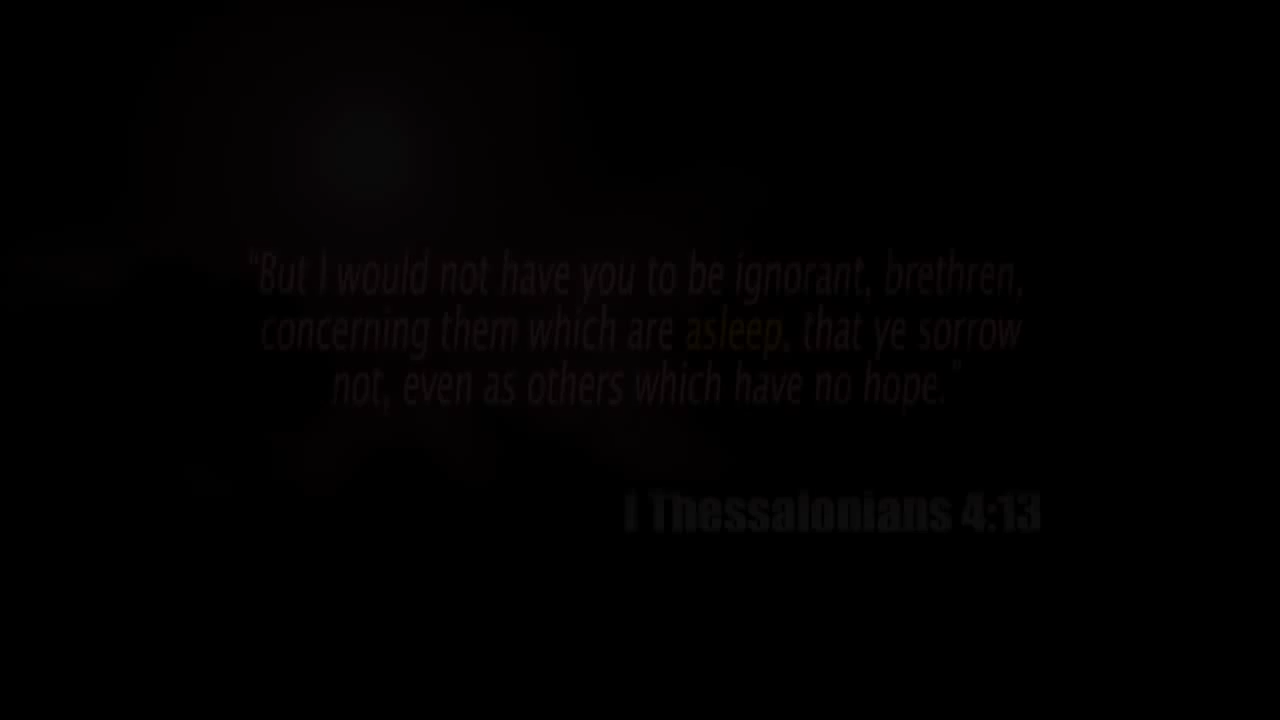 "But I would not have you to be ignorant, brethren,
concerning them which are asleep, that ye sorrow
not, even as others which have no hope."
I Thessalonians 4:13